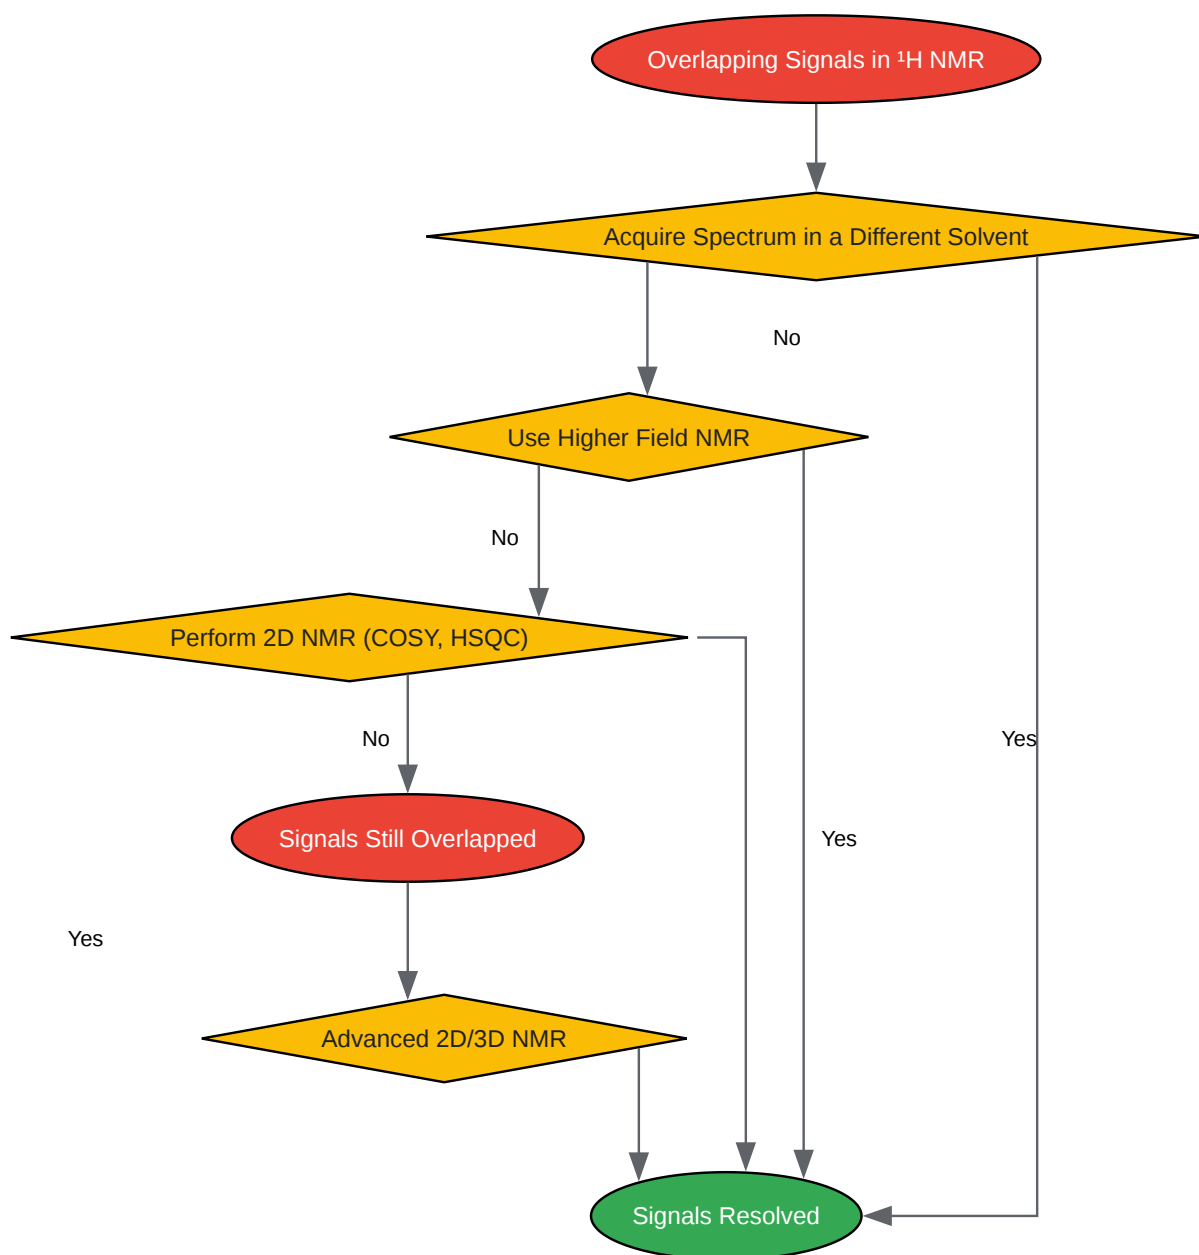 Overlapping Signals in ¹H NMR
Acquire Spectrum in a Different Solvent
No
Use Higher Field NMR
No
Perform 2D NMR (COSY, HSQC)
No
Yes
Signals Still Overlapped
Yes
Yes
Advanced 2D/3D NMR
Signals Resolved